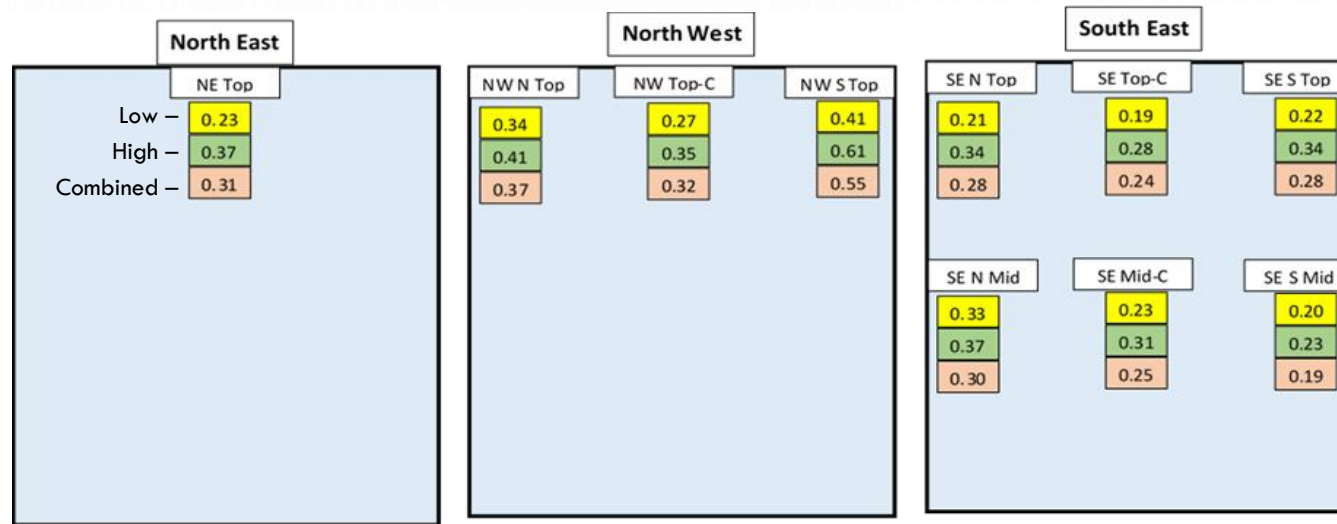 North East
NE Top
Low – 0.23
High – 0.37
Combined – 0.31
North West
NW N Top NW Top-C NW S Top
0.34 0.27 0.41
0.41 0.35 0.61
0.37 0.32 0.55
South East
SE N Top SE Top-C SE S Top
0.21 0.19 0.22
0.34 0.28 0.34
0.28 0.24 0.28
SE N Mid SE Mid-C SE S Mid
0.33 0.23 0.20
0.37 0.31 0.23
0.30 0.25 0.19